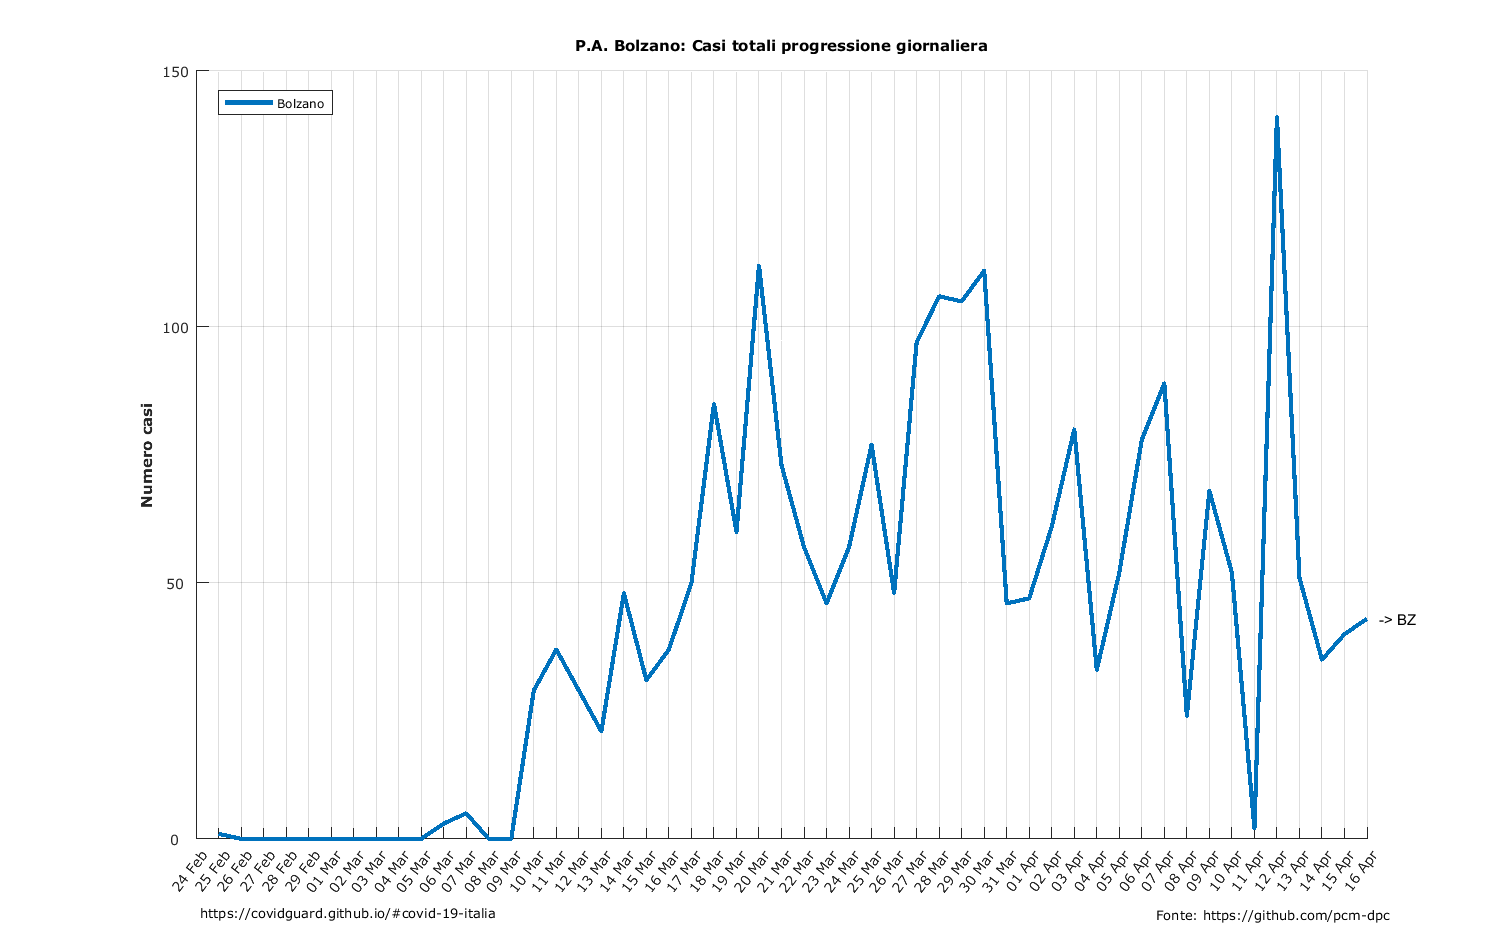 P.A. Bolzano: Casi totali progressione giornaliera
150
Bolzano
100
Numero casi
50
-> BZ
0
24 Feb
25 Feb
26 Feb
27 Feb
28 Feb
29 Feb
01 Mar
02 Mar
03 Mar
04 Mar
05 Mar
06 Mar
07 Mar
08 Mar
09 Mar
10 Mar
11 Mar
12 Mar
13 Mar
14 Mar
15 Mar
16 Mar
17 Mar
18 Mar
19 Mar
20 Mar
21 Mar
22 Mar
23 Mar
24 Mar
25 Mar
26 Mar
27 Mar
28 Mar
29 Mar
30 Mar
31 Mar
01 Apr
02 Apr
03 Apr
04 Apr
05 Apr
06 Apr
07 Apr
08 Apr
09 Apr
10 Apr
11 Apr
12 Apr
13 Apr
14 Apr
15 Apr
16 Apr
https://covidguard.github.io/#covid-19-italia
Fonte: https://github.com/pcm-dpc